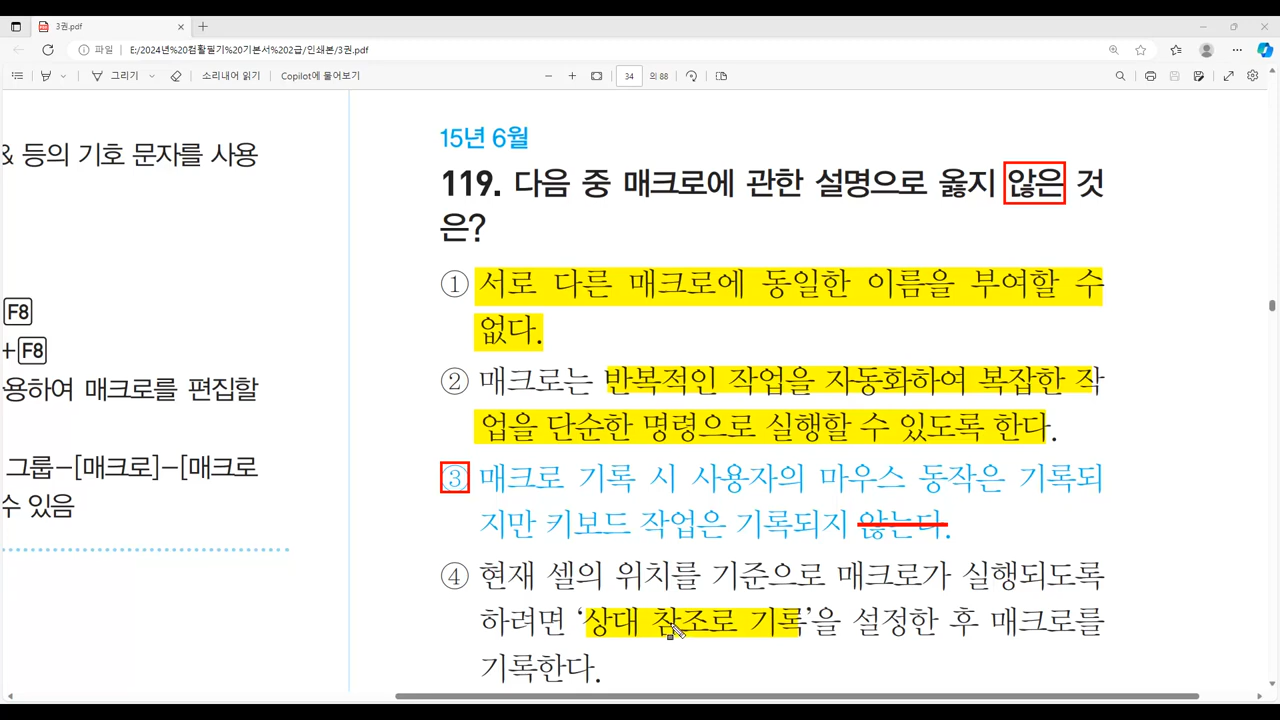 3권.pdf
파일 E:/2024년%20컴활필기%20기본서%202급/인쇄본/3권.pdf
그리기 소리내어 읽기 Copilot에 물어보기 34 의 88
& 등의 기호 문자를 사용
F8
+F8
용하여 매크로를 편집할
그룹-[매크로]-[매크로
수 있음
15년 6월
119. 다음 중 매크로에 관한 설명으로 옳지 않은 것
은?
① 서로 다른 매크로에 동일한 이름을 부여할 수
없다.
② 매크로는 반복적인 작업을 자동화하여 복잡한 작
업을 단순한 명령으로 실행할 수 있도록 한다.
③ 매크로 기록 시 사용자의 마우스 동작은 기록되
지만 키보드 작업은 기록되지 않는다.
④ 현재 셀의 위치를 기준으로 매크로가 실행되도록
하려면 ‘상대 참조로 기록’을 설정한 후 매크로를
기록한다.